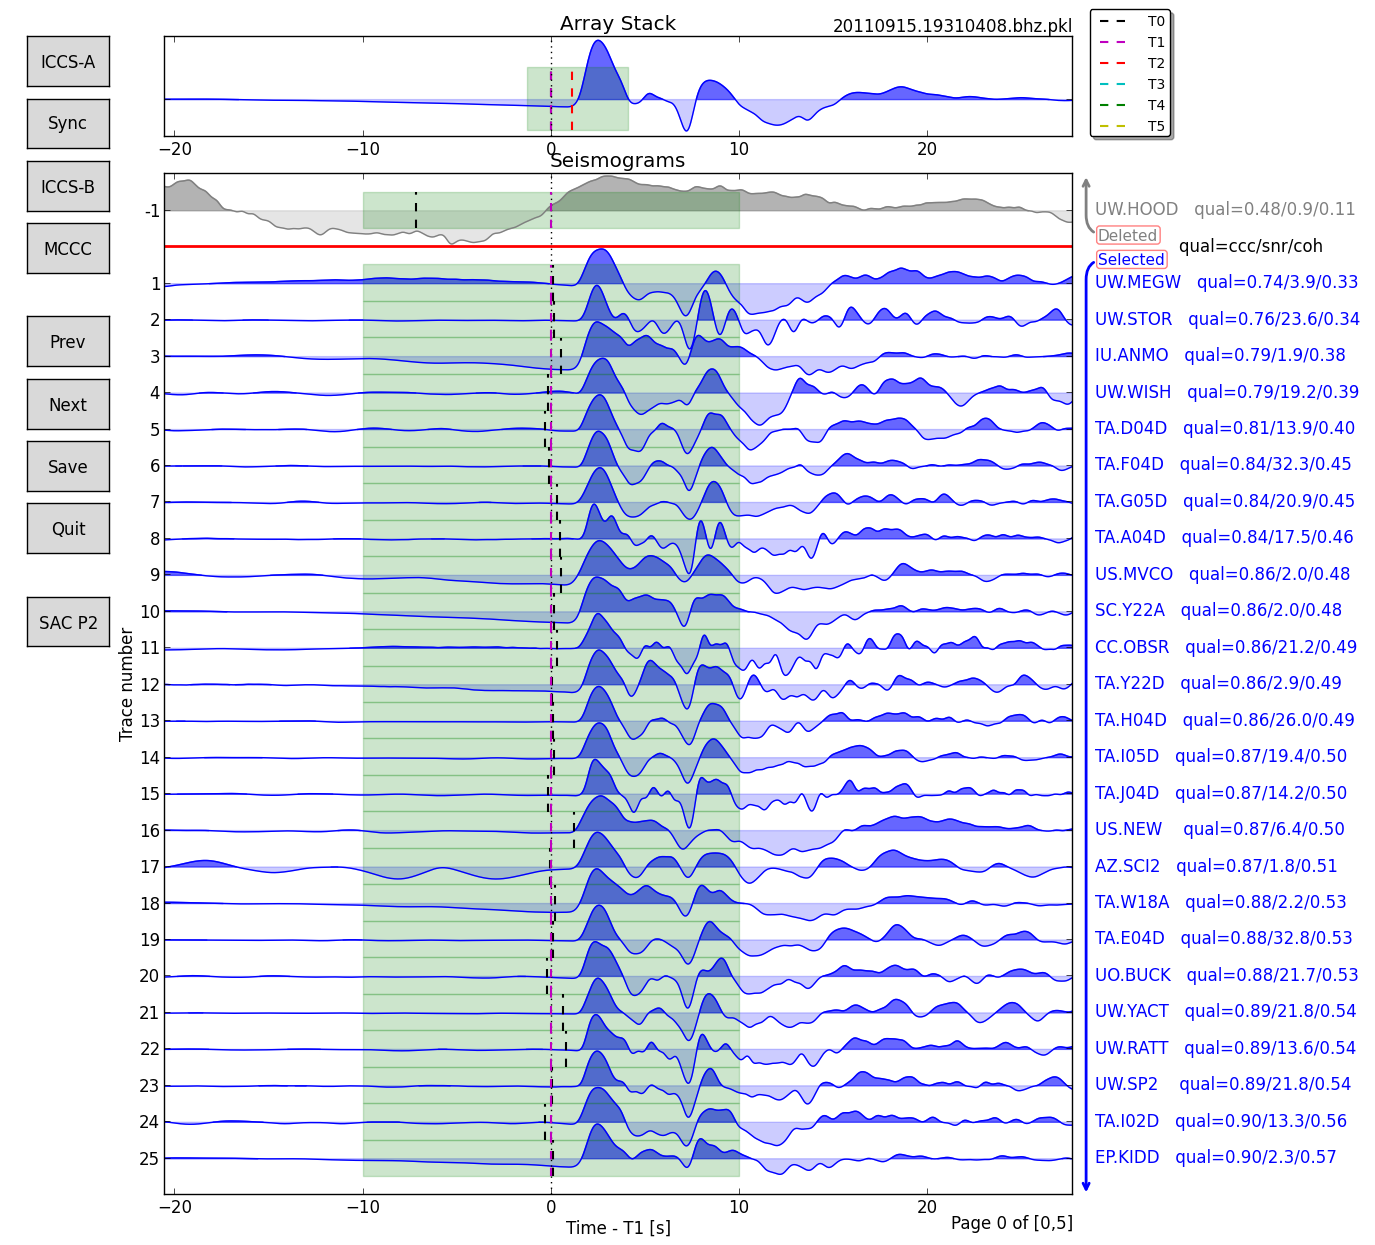 Array Stack
20110915.19310408.bhz.pkl
T0
T1
T2
T3
T4
T5
ICCS-A
Sync
ICCS-B
MCCC
Prev
Next
Save
Quit
SAC P2
−20 −10 0 10 20
Seismograms
-1 UW.HOOD qual=0.48/0.9/0.11
Deleted
qual=ccc/snr/coh
Selected
1 UW.MEGW qual=0.74/3.9/0.33
2 UW.STOR qual=0.76/23.6/0.34
3 IU.ANMO qual=0.79/1.9/0.38
4 UW.WISH qual=0.79/19.2/0.39
5 TA.D04D qual=0.81/13.9/0.40
6 TA.F04D qual=0.84/32.3/0.45
7 TA.G05D qual=0.84/20.9/0.45
8 TA.A04D qual=0.84/17.5/0.46
9 US.MVCO qual=0.86/2.0/0.48
10 SC.Y22A qual=0.86/2.0/0.48
11 CC.OBSR qual=0.86/21.2/0.49
12 TA.Y22D qual=0.86/2.9/0.49
13 TA.H04D qual=0.86/26.0/0.49
14 TA.I05D qual=0.87/19.4/0.50
15 TA.J04D qual=0.87/14.2/0.50
16 US.NEW qual=0.87/6.4/0.50
17 AZ.SCI2 qual=0.87/1.8/0.51
18 TA.W18A qual=0.88/2.2/0.53
19 TA.E04D qual=0.88/32.8/0.53
20 UO.BUCK qual=0.88/21.7/0.53
21 UW.YACT qual=0.89/21.8/0.54
22 UW.RATT qual=0.89/13.6/0.54
23 UW.SP2 qual=0.89/21.8/0.54
24 TA.I02D qual=0.90/13.3/0.56
25 EP.KIDD qual=0.90/2.3/0.57
Trace number
−20 −10 0 10 20
Time - T1 [s]
Page 0 of [0,5]